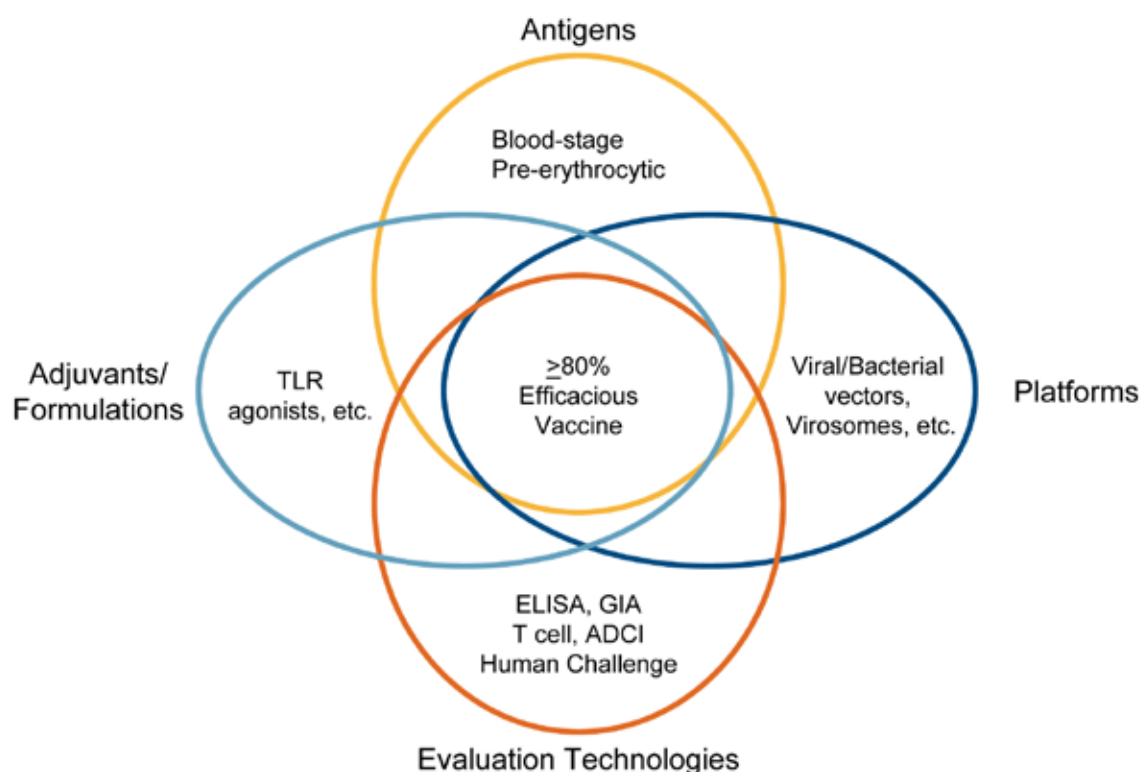 Antigens
Blood-stage
Pre-erythrocytic
Adjuvants/
Formulations
TLR
agonists, etc.
≥80%
Efficacious
Vaccine
Viral/Bacterial
vectors,
Virosomes, etc.
Platforms
ELISA, GIA
T cell, ADCI
Human Challenge
Evaluation Technologies